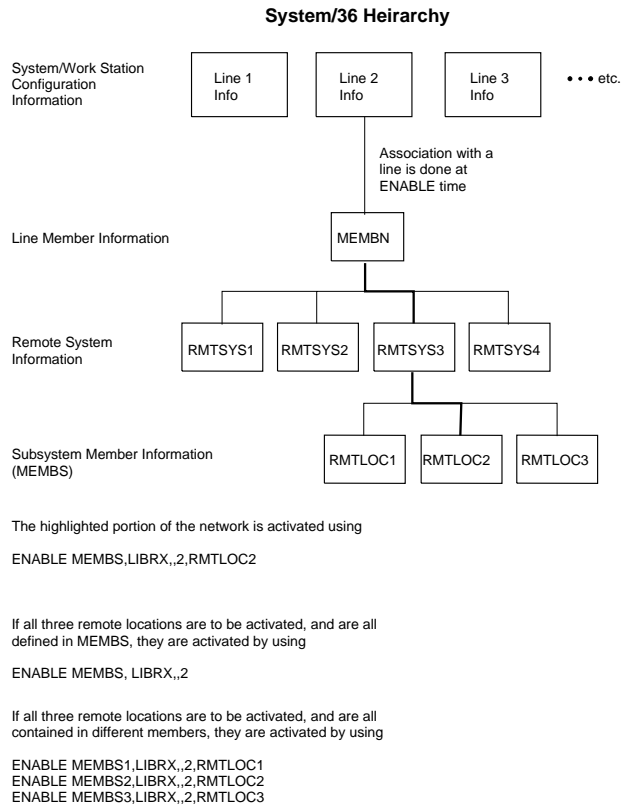 System/36 Heirarchy
System/Work Station
Configuration
Information
Line 1
Info
Line 2
Info
Line 3
Info
••• etc.
Association with a
line is done at
ENABLE time
Line Member Information
MEMBN
Remote System
Information
RMTSYS1
RMTSYS2
RMTSYS3
RMTSYS4
Subsystem Member Information
(MEMBS)
RMTLOC1
RMTLOC2
RMTLOC3
The highlighted portion of the network is activated using
ENABLE MEMBS,LIBRX,,2,RMTLOC2
If all three remote locations are to be activated, and are all
defined in MEMBS, they are activated by using
ENABLE MEMBS, LIBRX,,2
If all three remote locations are to be activated, and are all
contained in different members, they are activated by using
ENABLE MEMBS1,LIBRX,,2,RMTLOC1
ENABLE MEMBS2,LIBRX,,2,RMTLOC2
ENABLE MEMBS3,LIBRX,,2,RMTLOC3